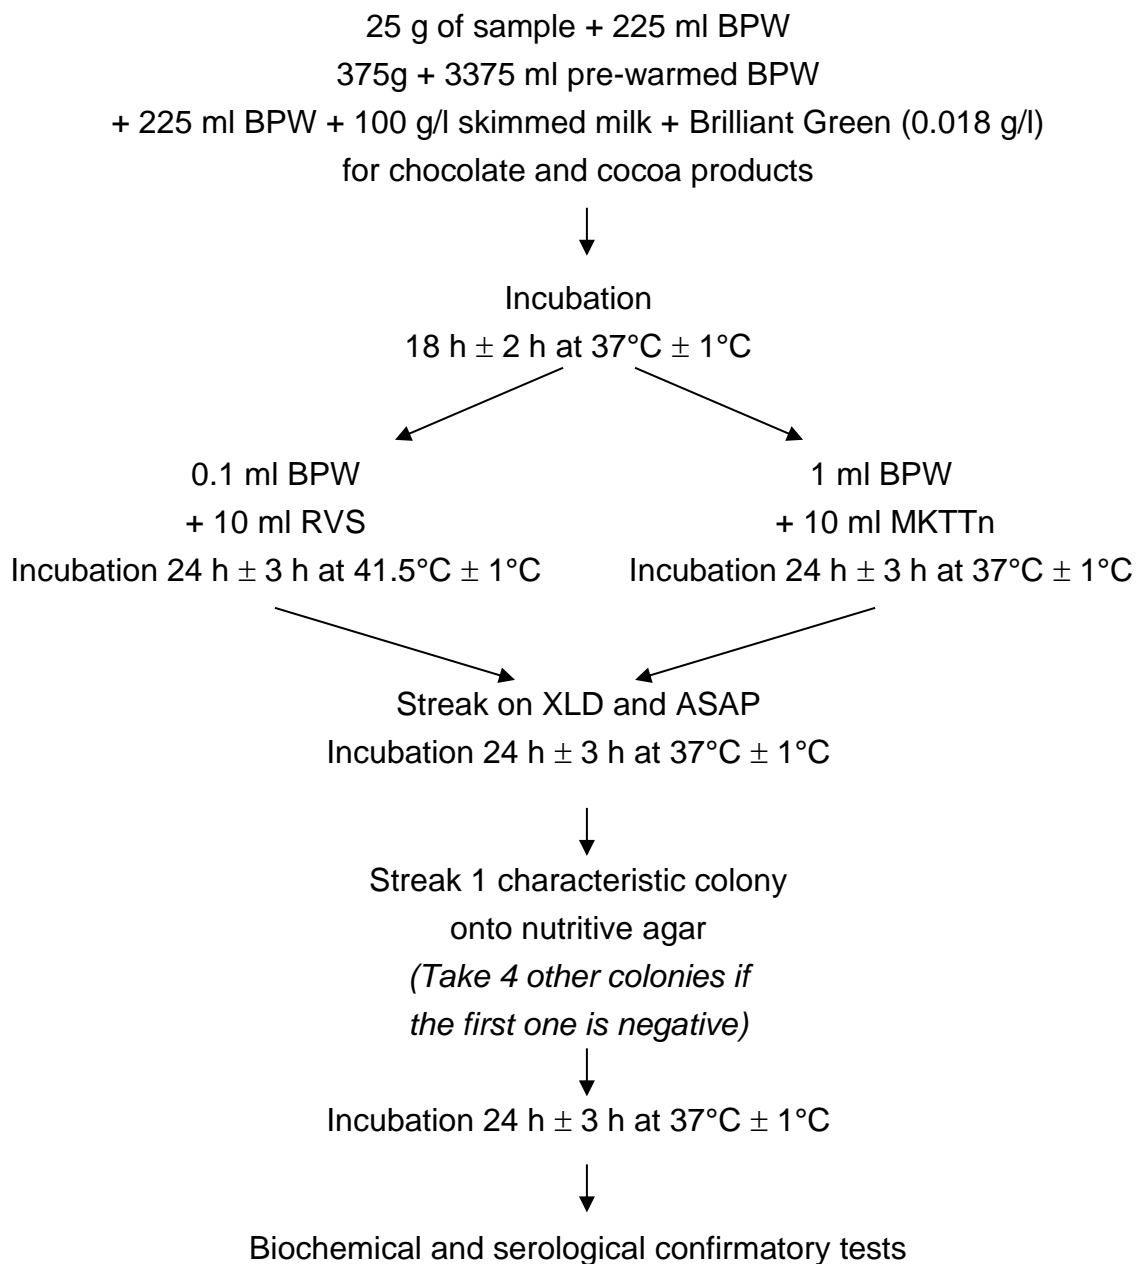 25 g of sample + 225 ml BPW
375g + 3375 ml pre-warmed BPW
+ 225 ml BPW + 100 g/l skimmed milk + Brilliant Green (0.018 g/l)
for chocolate and cocoa products
Incubation
18 h ± 2 h at 37°C ± 1°C
0.1 ml BPW
+ 10 ml RVS
Incubation 24 h ± 3 h at 41.5°C ± 1°C
1 ml BPW
+ 10 ml MKTTn
Incubation 24 h ± 3 h at 37°C ± 1°C
Streak on XLD and ASAP
Incubation 24 h ± 3 h at 37°C ± 1°C
Streak 1 characteristic colony
onto nutritive agar
(Take 4 other colonies if
the first one is negative)
Incubation 24 h ± 3 h at 37°C ± 1°C
Biochemical and serological confirmatory tests